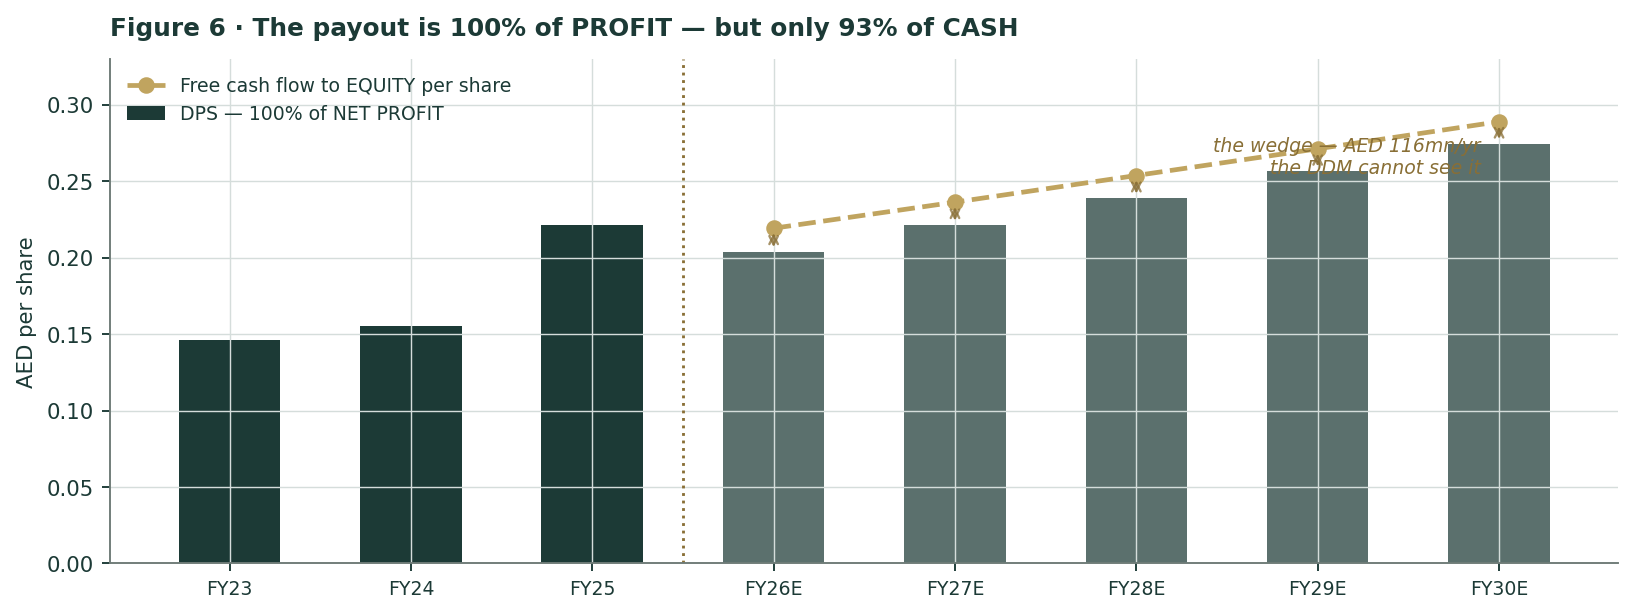 Figure 6 · The payout is 100% of PROFIT — but only 93% of CASH
Free cash flow to EQUITY per share
DPS — 100% of NET PROFIT
the wedge — AED 116mn/yr
the DDM cannot see it
AED per share
0.30
0.25
0.20
0.15
0.10
0.05
0.00
FY23
FY24
FY25
FY26E
FY27E
FY28E
FY29E
FY30E